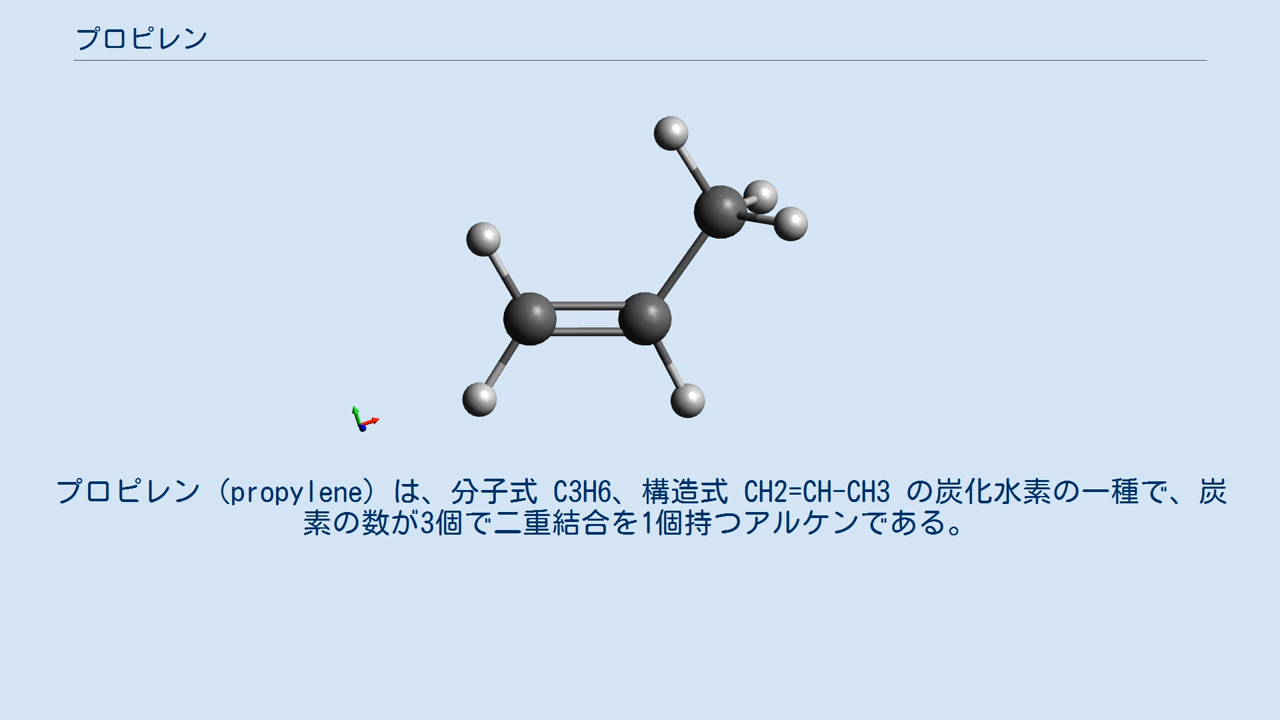 プロピレン
プロピレン（propylene）は、分子式 C3H6、構造式 CH2=CH-CH3 の炭化水素の一種で、炭
素の数が3個で二重結合を1個持つアルケンである。